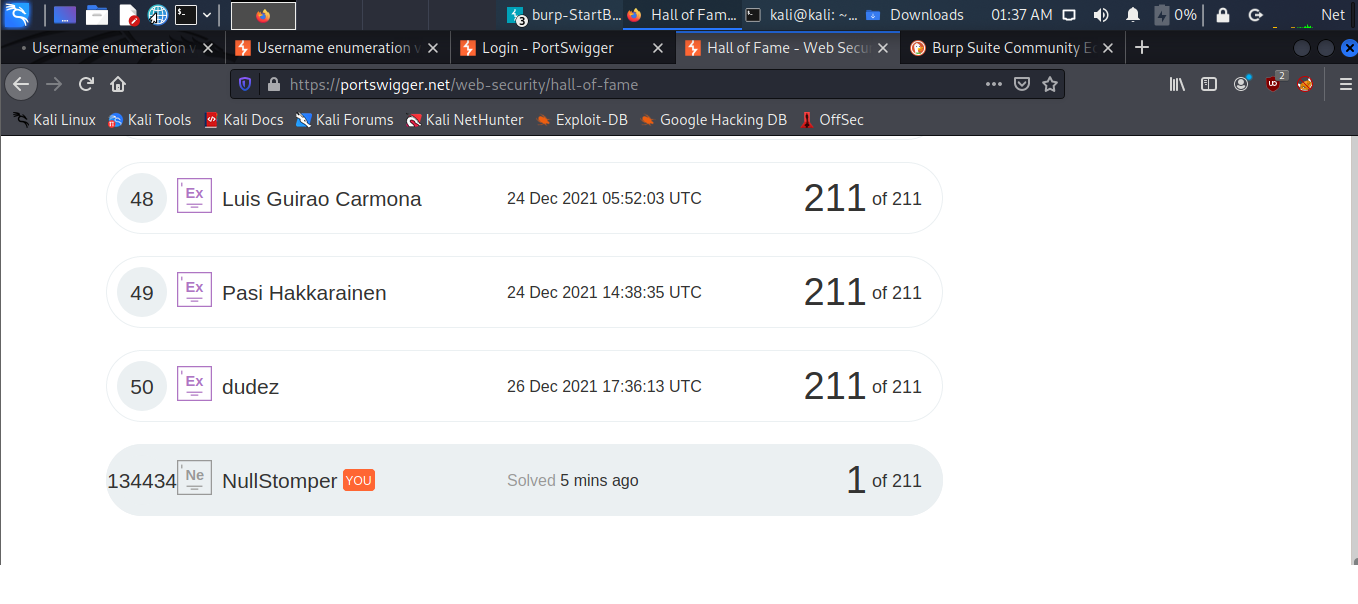 burp-StartB... Hall of Fam... kali@kali: ~... Downloads 01:37 AM 0% Net
3
Username enumeration v Username enumeration v Login - PortSwigger Hall of Fame - Web Secu Burp Suite Community Ec
https://portswigger.net/web-security/hall-of-fame 2
Kali Linux Kali Tools Kali Docs Kali Forums Kali NetHunter Exploit-DB Google Hacking DB OffSec
48 Ex Luis Guirao Carmona 24 Dec 2021 05:52:03 UTC 211 of 211
49 Ex Pasi Hakkarainen 24 Dec 2021 14:38:35 UTC 211 of 211
50 Ex dudez 26 Dec 2021 17:36:13 UTC 211 of 211
134434 Ne NullStomper YOU Solved 5 mins ago 1 of 211